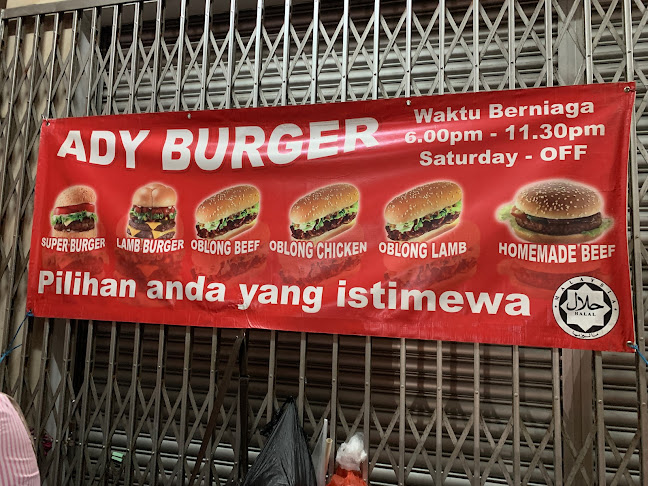 ADY BURGER
Waktu Berniaga
6.00pm - 11.30pm
Saturday - OFF
SUPER BURGER
LAMB BURGER
OBLONG BEEF
OBLONG CHICKEN
OBLONG LAMB
HOMEMADE BEEF
Pilihan anda yang istimewa
MALAYSIA
حلال
HALAL